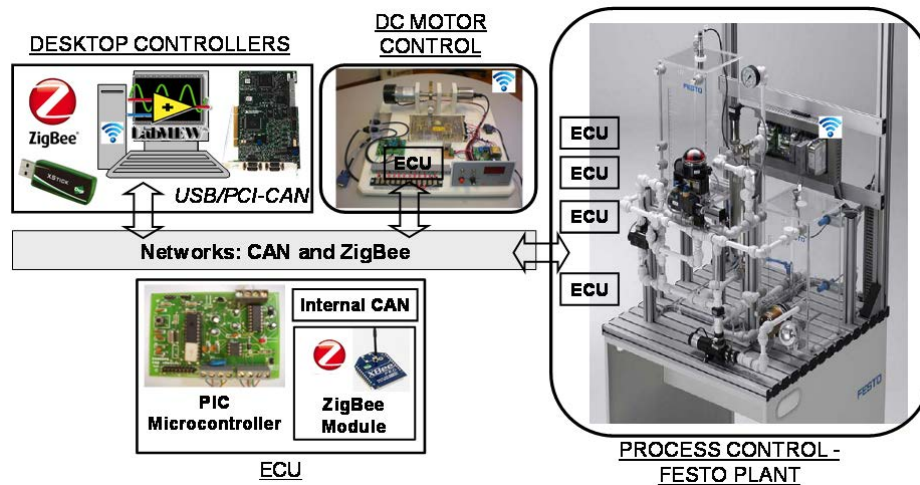 DESKTOP CONTROLLERS
ZigBee®
XSTICK
LabVIEW
USB/PCI-CAN
DC MOTOR
CONTROL
ECU
Networks: CAN and ZigBee
Internal CAN
PIC
Microcontroller
XBee
ZigBee
Module
ECU
ECU
ECU
ECU
ECU
FESTO
FESTO
PROCESS CONTROL -
FESTO PLANT